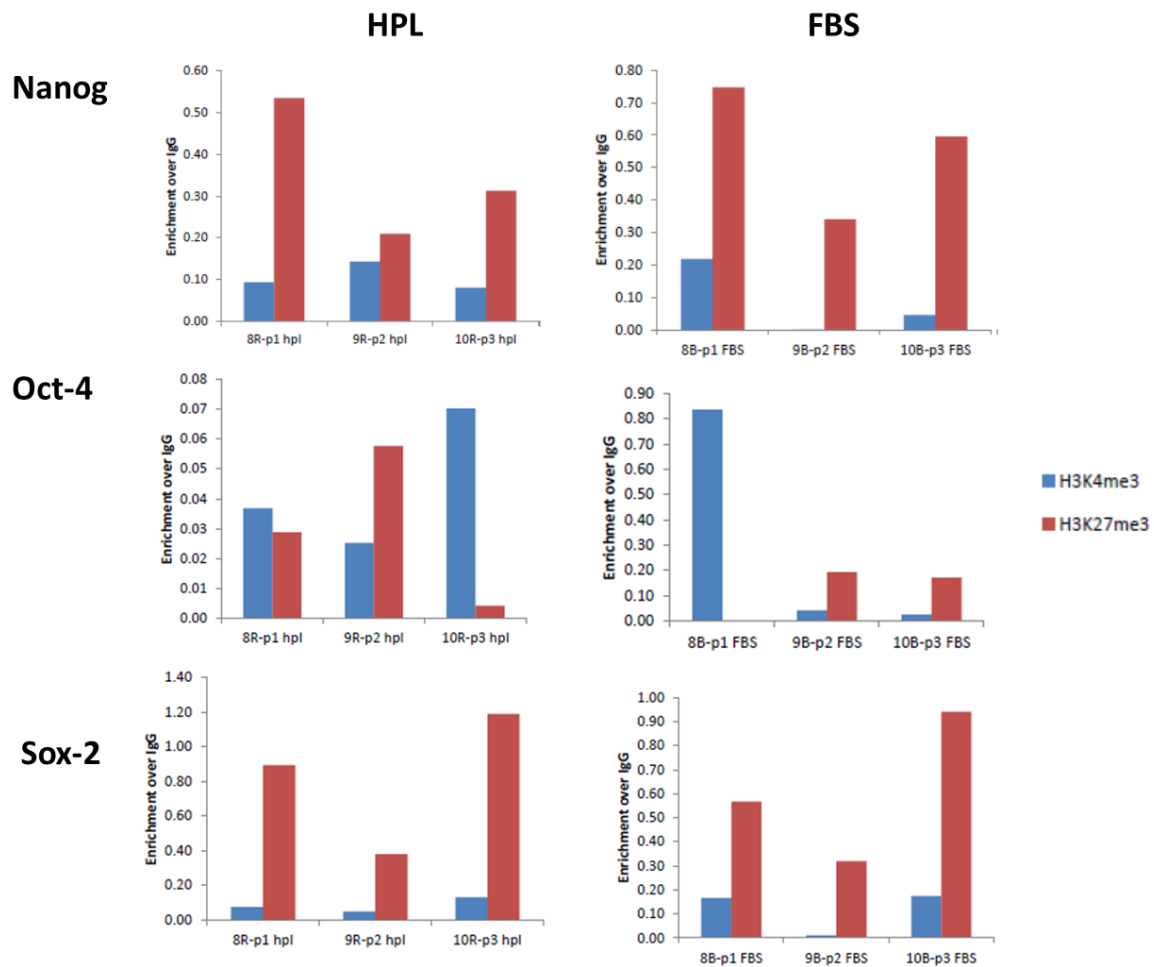 HPL
FBS
Nanog
Enrichment over IgG
0.60
0.50
0.40
0.30
0.20
0.10
0.00
8R-p1 hpl 9R-p2 hpl 10R-p3 hpl
Enrichment over IgG
0.80
0.70
0.60
0.50
0.40
0.30
0.20
0.10
0.00
8B-p1 FBS 9B-p2 FBS 10B-p3 FBS
Oct-4
Enrichment over IgG
0.08
0.07
0.06
0.05
0.04
0.03
0.02
0.01
0.00
8R-p1 hpl 9R-p2 hpl 10R-p3 hpl
Enrichment over IgG
0.90
0.80
0.70
0.60
0.50
0.40
0.30
0.20
0.10
0.00
8B-p1 FBS 9B-p2 FBS 10B-p3 FBS
H3K4me3
H3K27me3
Sox-2
Enrichment over IgG
1.40
1.20
1.00
0.80
0.60
0.40
0.20
0.00
8R-p1 hpl 9R-p2 hpl 10R-p3 hpl
Enrichment over IgG
1.00
0.90
0.80
0.70
0.60
0.50
0.40
0.30
0.20
0.10
0.00
8B-p1 FBS 9B-p2 FBS 10B-p3 FBS